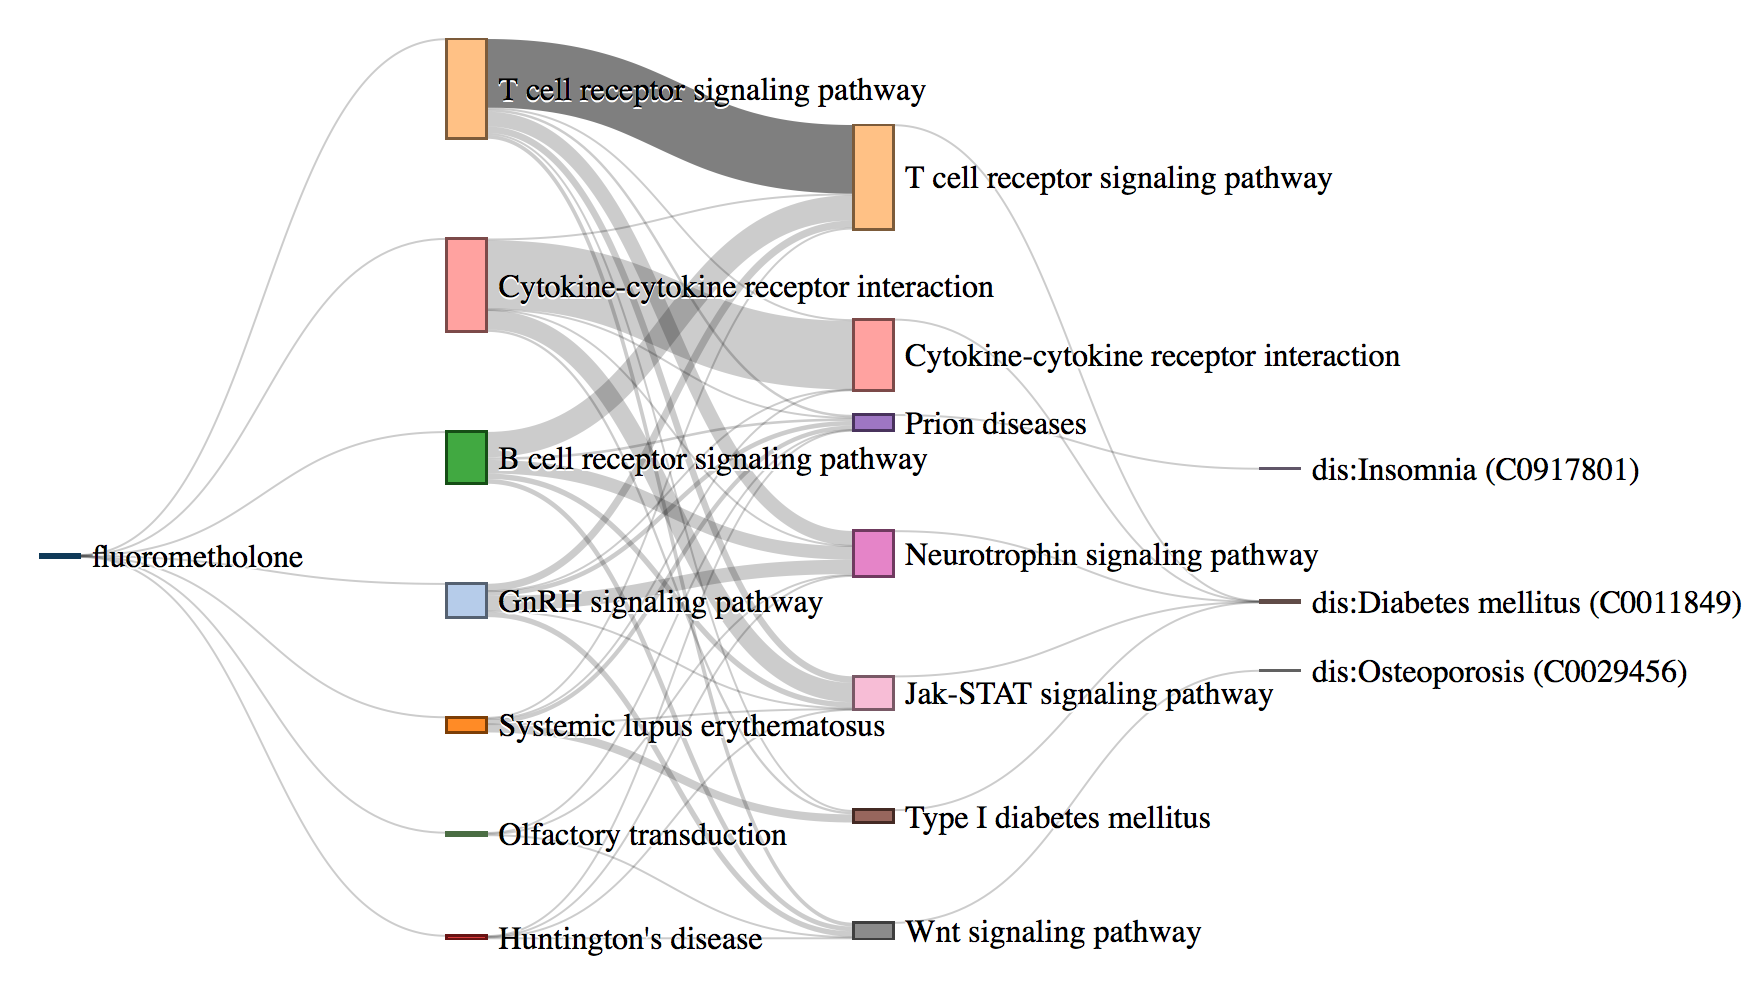 fluorometholone
T cell receptor signaling pathway
Cytokine-cytokine receptor interaction
B cell receptor signaling pathway
GnRH signaling pathway
Systemic lupus erythematosus
Olfactory transduction
Huntington's disease
T cell receptor signaling pathway
Cytokine-cytokine receptor interaction
Prion diseases
Neurotrophin signaling pathway
Jak-STAT signaling pathway
Type I diabetes mellitus
Wnt signaling pathway
dis:Insomnia (C0917801)
dis:Diabetes mellitus (C0011849)
dis:Osteoporosis (C0029456)